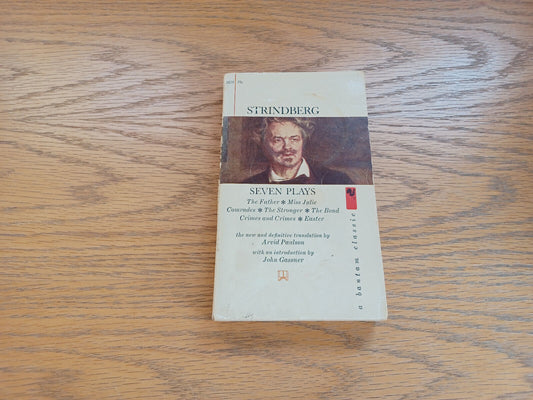 STRINDBERG
SEVEN PLAYS
The Father * Miss Julie
Comrades * The Stronger * The Bond
Crimes and Crimes * Easter
the new and definitive translation by
Arvid Paulson
with an introduction by
John Gassner
a bantam classic